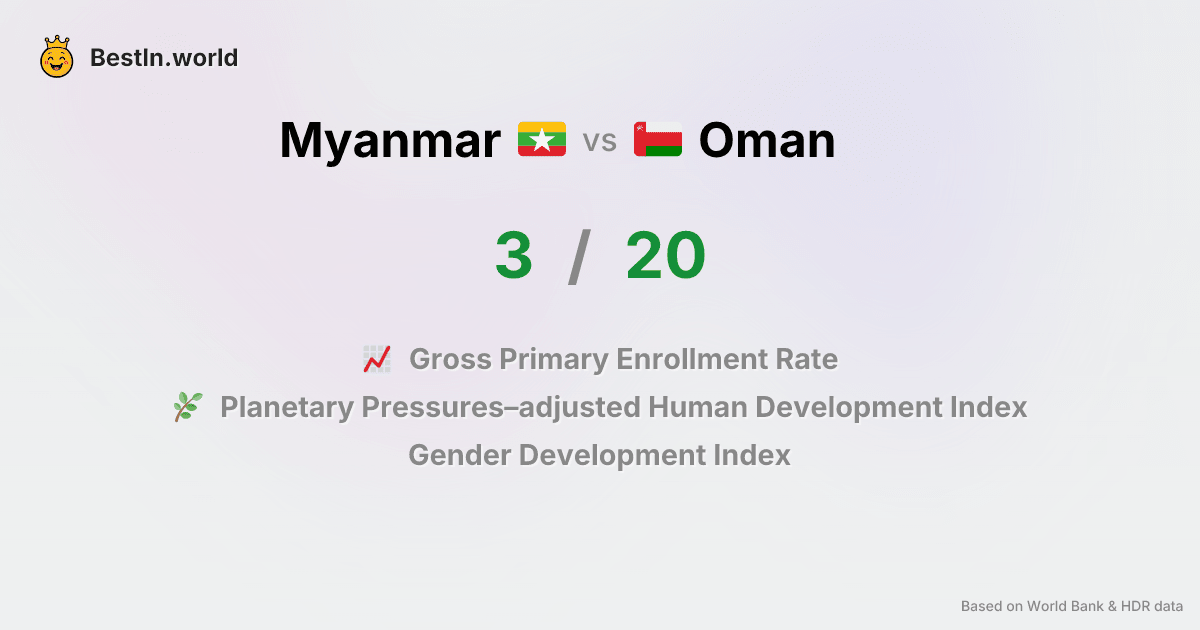 BestIn.world
Myanmar vs Oman
3 / 20
Gross Primary Enrollment Rate
Planetary Pressures–adjusted Human Development Index
Gender Development Index
Based on World Bank & HDR data